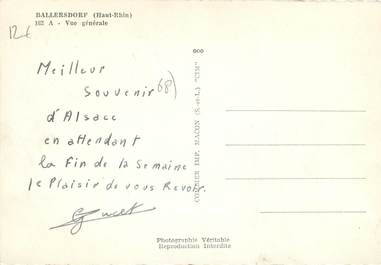 BALLERSDORF (Haut-Rhin)
182 A - Vue générale
12€
Meilleur
souvenir 68)
d'Alsace
en attendant
la Fin de la Semaine
le Plaisir de vous Revoir.
COMBIER IMP. MACON (S.-et-L.) "CIM"
Photographie Véritable
Reproduction Interdite